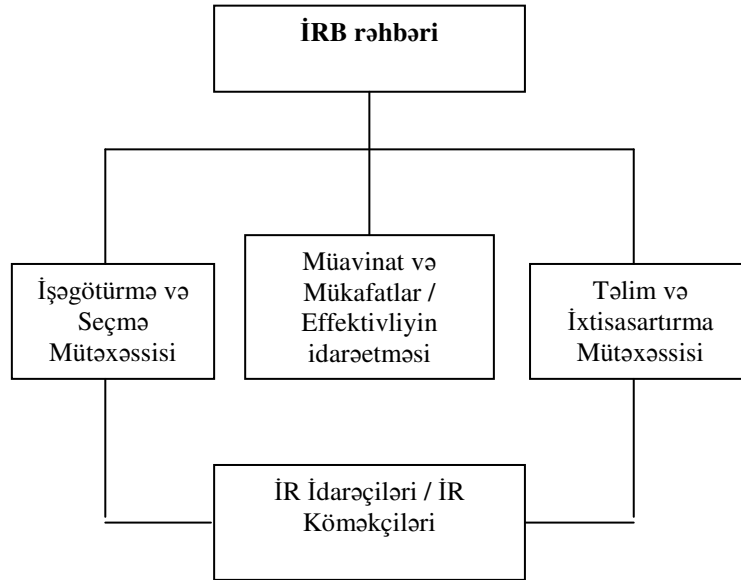 İRB rəhbəri
İşəgötürmə və
Seçmə
Mütəxəssisi
Müavinat və
Mükafatlar /
Effektivliyin
idarəetməsi
Təlim və
İxtisasartırma
Mütəxəssisi
İR İdarəçiləri / İR
Köməkçiləri